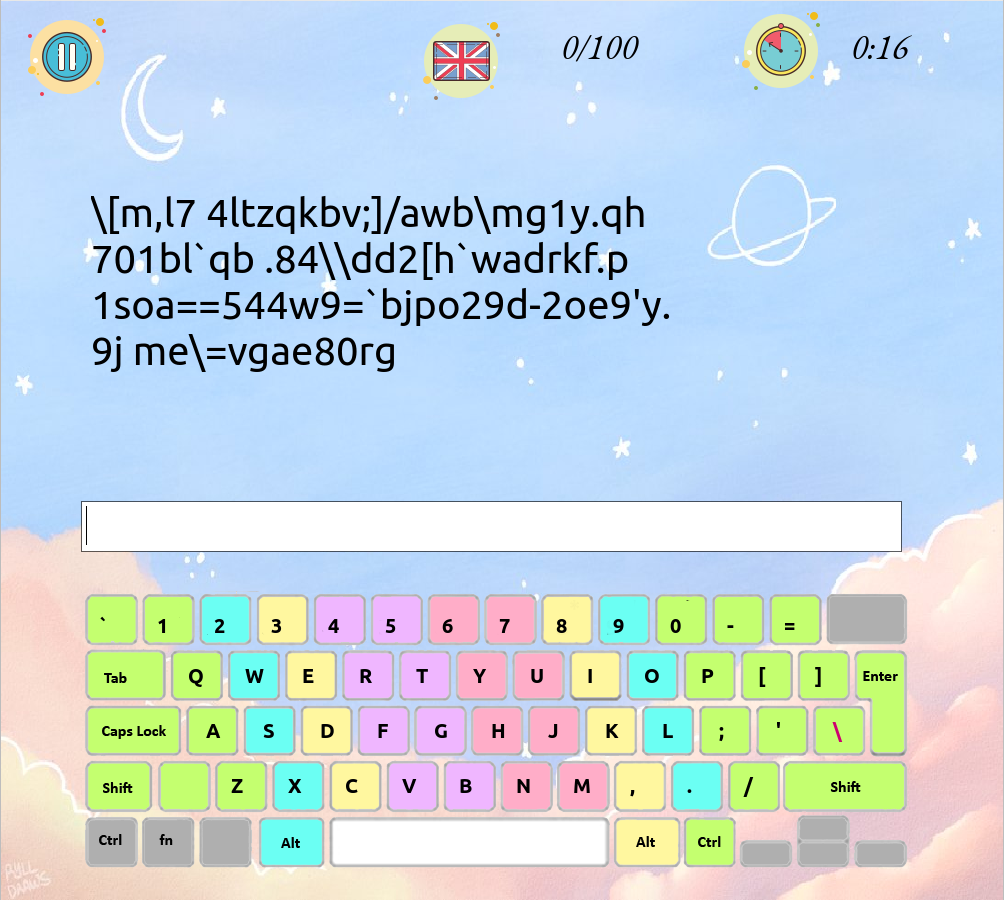 0/100
0:16
\[m,l7 4ltzqkbv;]/awb\mg1y.qh
701bl`qb .84\\dd2[h`wadrkf.p
1soa==544w9=`bjpo29d-2oe9'y.
9j me\=vgae80rg
` 1 2 3 4 5 6 7 8 9 0 - =
Tab Q W E R T Y U I O P [ ] Enter
Caps Lock A S D F G H J K L ; ' \
Shift Z X C V B N M , . / Shift
Ctrl fn Alt Alt Ctrl
RYLL
DRAWS